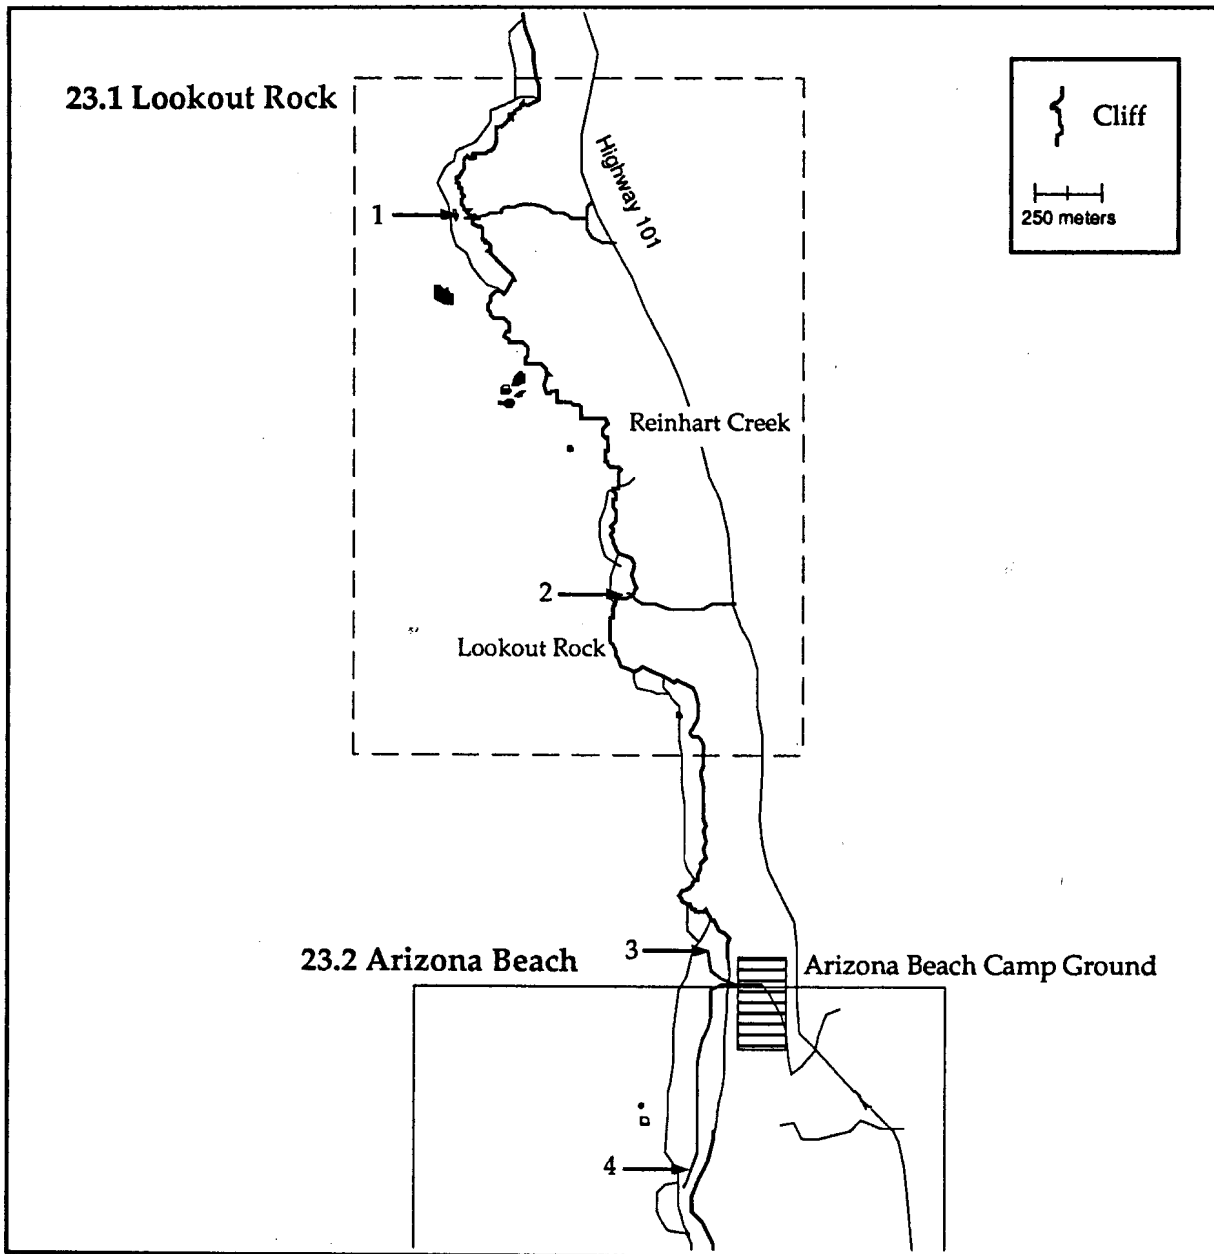 23.1 Lookout Rock
Cliff
250 meters
Highway 101
1
Reinhart Creek
2
Lookout Rock
3
23.2 Arizona Beach
Arizona Beach Camp Ground
4